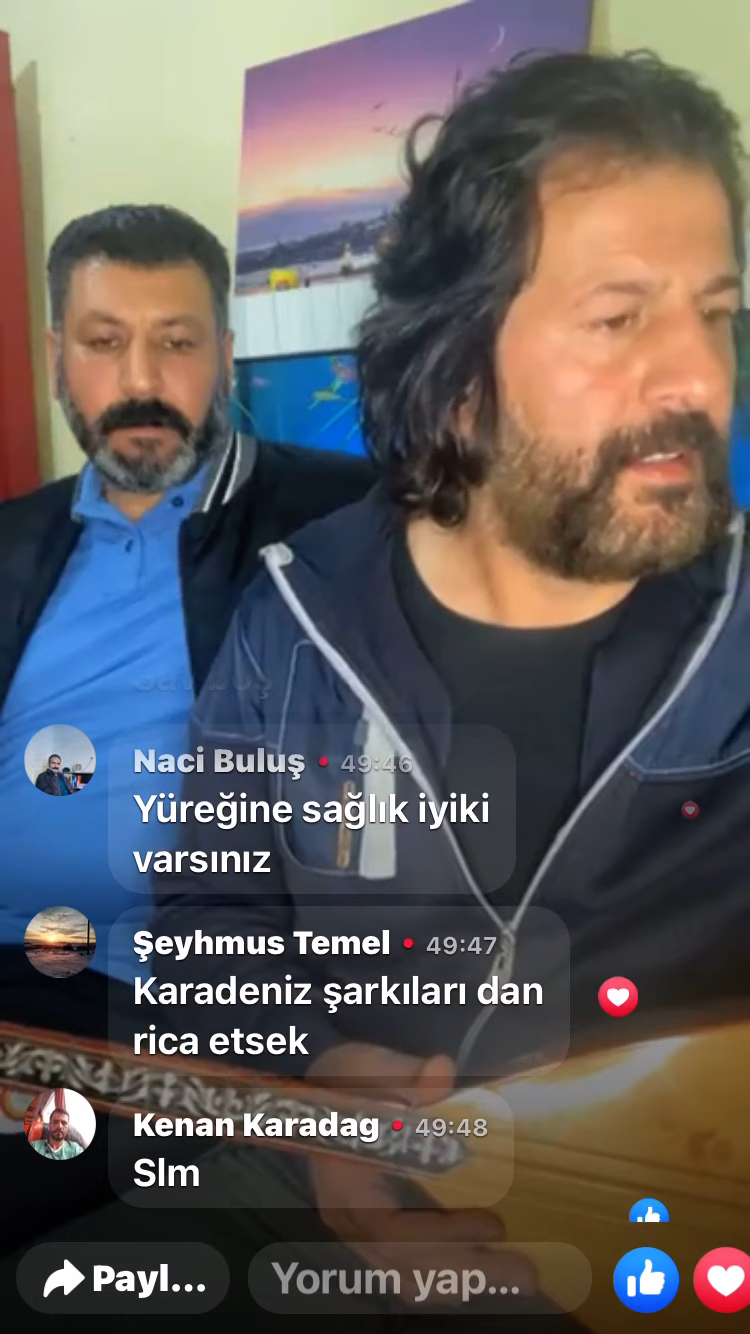 Naci Buluş • 49:46
Yüreğine sağlık iyiki
varsınız
Şeyhmus Temel • 49:47
Karadeniz şarkıları dan
rica etsek
Kenan Karadag • 49:48
Slm
Payl...
Yorum yap...